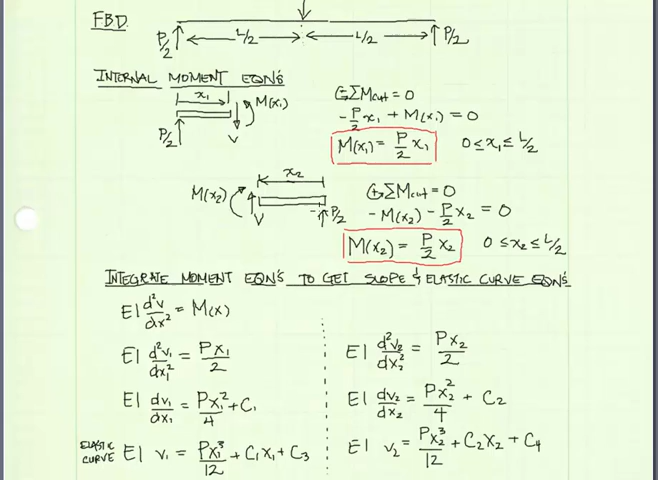 FBD
P/2 L/2 L/2 P/2
INTERNAL MOMENT EQN'S
x₁ M(x₁) ↺ΣMcut = 0
-P/2 x₁ + M(x₁) = 0
P/2 V M(x₁) = P/2 x₁ 0 ≤ x₁ ≤ L/2
x₂
M(x₂) V P/2 ↺+ΣMcut = 0
- M(x₂) - P/2 x₂ = 0
M(x₂) = P/2 x₂ 0 ≤ x₂ ≤ L/2
INTEGRATE MOMENT EQN'S TO GET SLOPE & ELASTIC CURVE EQN'S
EI d²v/dx² = M(x)
EI d²v₁/dx₁² = Px₁/2 EI d²v₂/dx₂² = Px₂/2
EI dv₁/dx₁ = Px₁²/4 + C₁ EI dv₂/dx₂ = Px₂²/4 + C₂
ELASTIC CURVE EI v₁ = Px₁³/12 + C₁x₁ + C₃ EI v₂ = Px₂³/12 + C₂x₂ + C₄